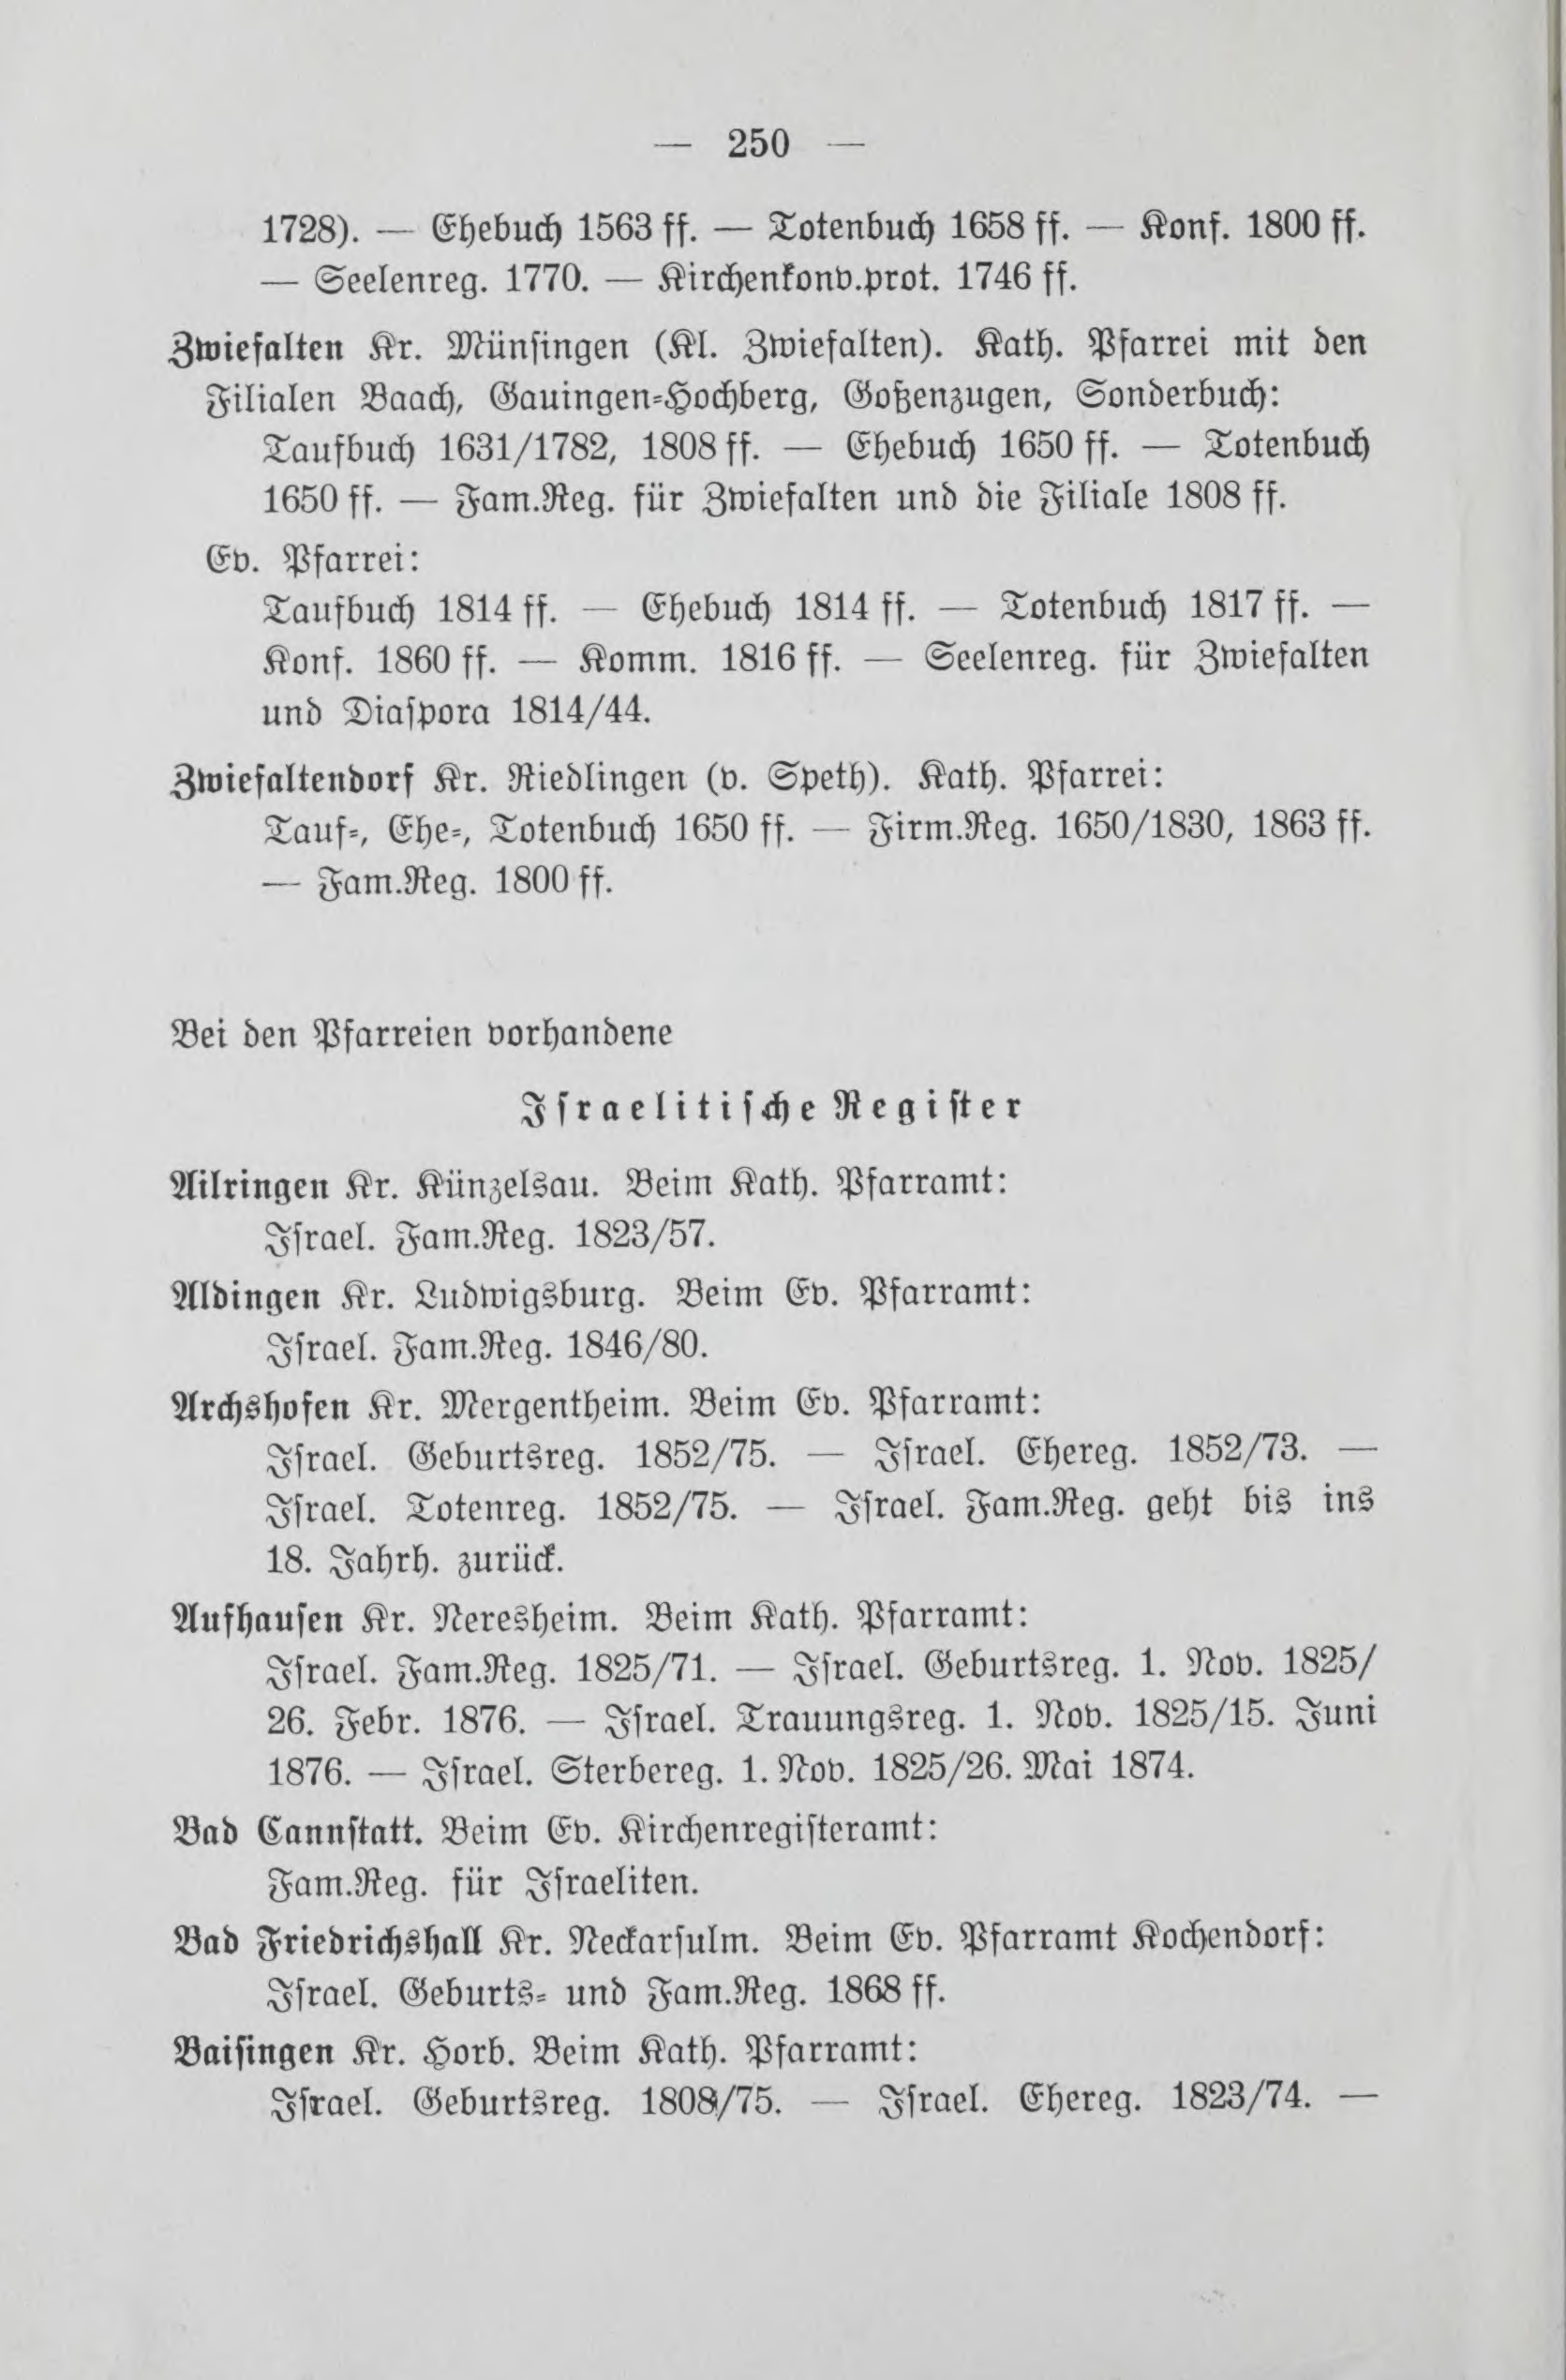 — 250 —
1728). — Ehebuch 1563 ff. — Totenbuch 1658 ff. — Konf. 1800 ff.
— Seelenreg. 1770. — Kirchenkonv.prot. 1746 ff.
Zwiefalten Kr. Münsingen (Kl. Zwiefalten). Kath. Pfarrei mit den
Filialen Baach, Gauingen-Hochberg, Goßenzugen, Sonderbuch:
Taufbuch 1631/1782, 1808 ff. — Ehebuch 1650 ff. — Totenbuch
1650 ff. — Fam.Reg. für Zwiefalten und die Filiale 1808 ff.
Ev. Pfarrei:
Taufbuch 1814 ff. — Ehebuch 1814 ff. — Totenbuch 1817 ff. —
Konf. 1860 ff. — Komm. 1816 ff. — Seelenreg. für Zwiefalten
und Diaspora 1814/44.
Zwiefaltendorf Kr. Riedlingen (v. Speth). Kath. Pfarrei:
Tauf-, Ehe-, Totenbuch 1650 ff. — Firm.Reg. 1650/1830, 1863 ff.
— Fam.Reg. 1800 ff.
Bei den Pfarreien vorhandene
Israelitische Register
Ailringen Kr. Künzelsau. Beim Kath. Pfarramt:
Israel. Fam.Reg. 1823/57.
Aldingen Kr. Ludwigsburg. Beim Ev. Pfarramt:
Israel. Fam.Reg. 1846/80.
Archshofen Kr. Mergentheim. Beim Ev. Pfarramt:
Israel. Geburtsreg. 1852/75. — Israel. Ehereg. 1852/73. —
Israel. Totenreg. 1852/75. — Israel. Fam.Reg. geht bis ins
18. Jahrh. zurück.
Aufhausen Kr. Neresheim. Beim Kath. Pfarramt:
Israel. Fam.Reg. 1825/71. — Israel. Geburtsreg. 1. Nov. 1825/
26. Febr. 1876. — Israel. Trauungsreg. 1. Nov. 1825/15. Juni
1876. — Israel. Sterbereg. 1. Nov. 1825/26. Mai 1874.
Bad Cannstatt. Beim Ev. Kirchenregisteramt:
Fam.Reg. für Israeliten.
Bad Friedrichshall Kr. Neckarsulm. Beim Ev. Pfarramt Kochendorf:
Israel. Geburts- und Fam.Reg. 1868 ff.
Baisingen Kr. Horb. Beim Kath. Pfarramt:
Israel. Geburtsreg. 1808/75. — Israel. Ehereg. 1823/74. —